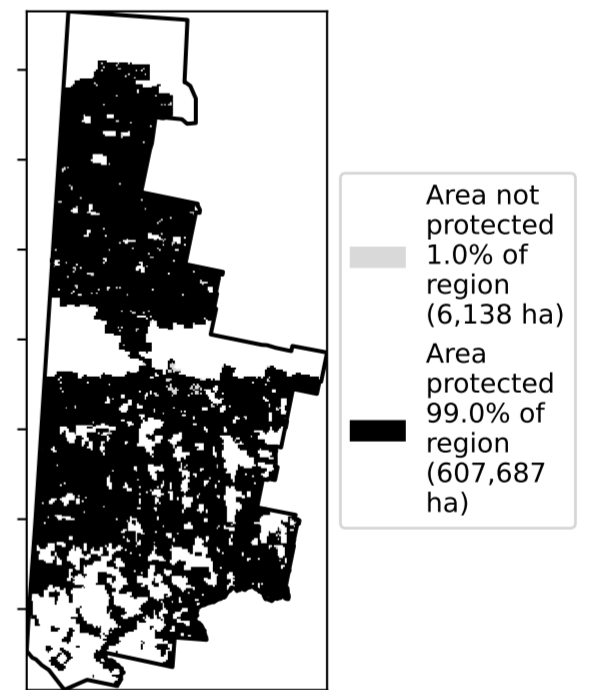 Area not
protected
1.0% of
region
(6,138 ha)
Area
protected
99.0% of
region
(607,687
ha)